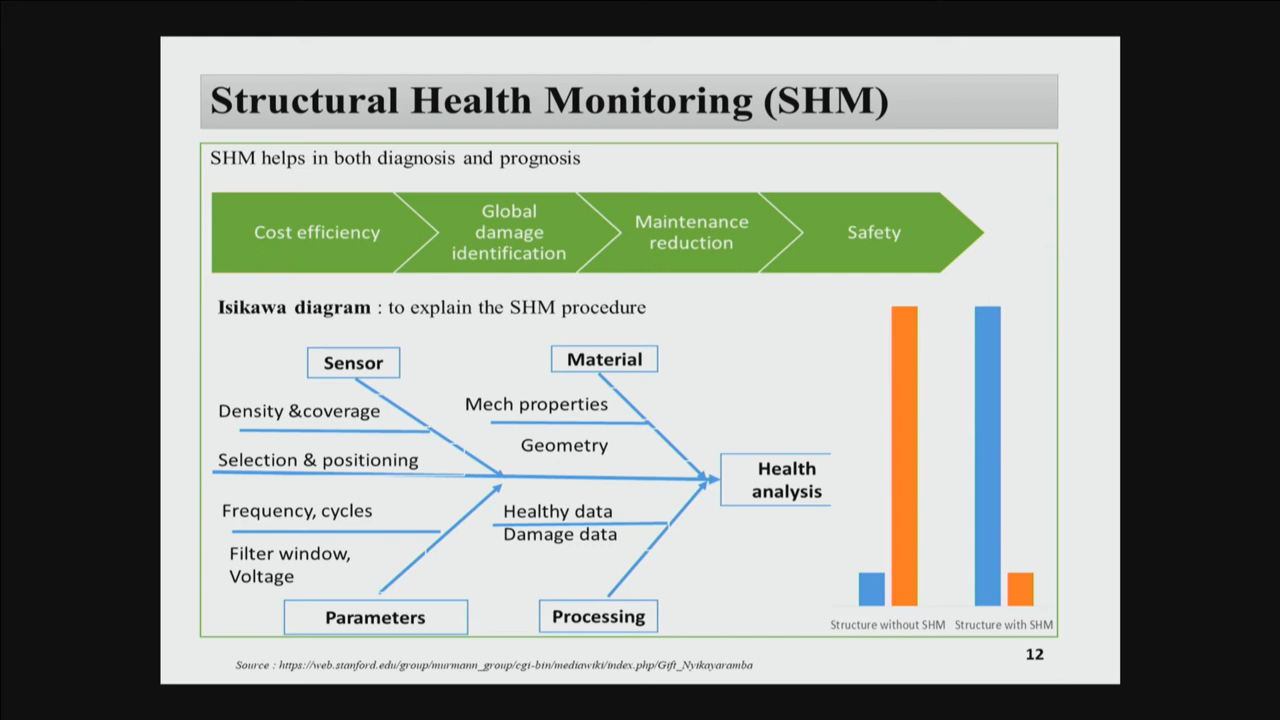 Structural Health Monitoring (SHM)
SHM helps in both diagnosis and prognosis
Cost efficiency
Global
damage
identification
Maintenance
reduction
Safety
Isikawa diagram : to explain the SHM procedure
Sensor
Material
Density &coverage
Mech properties
Selection & positioning
Geometry
Health
analysis
Frequency, cycles
Healthy data
Damage data
Filter window,
Voltage
Parameters
Processing
Structure without SHM
Structure with SHM
12
Source : https://web.stanford.edu/group/murmann_group/cgi-bin/mediawiki/index.php/Gift_Nyikayaramba